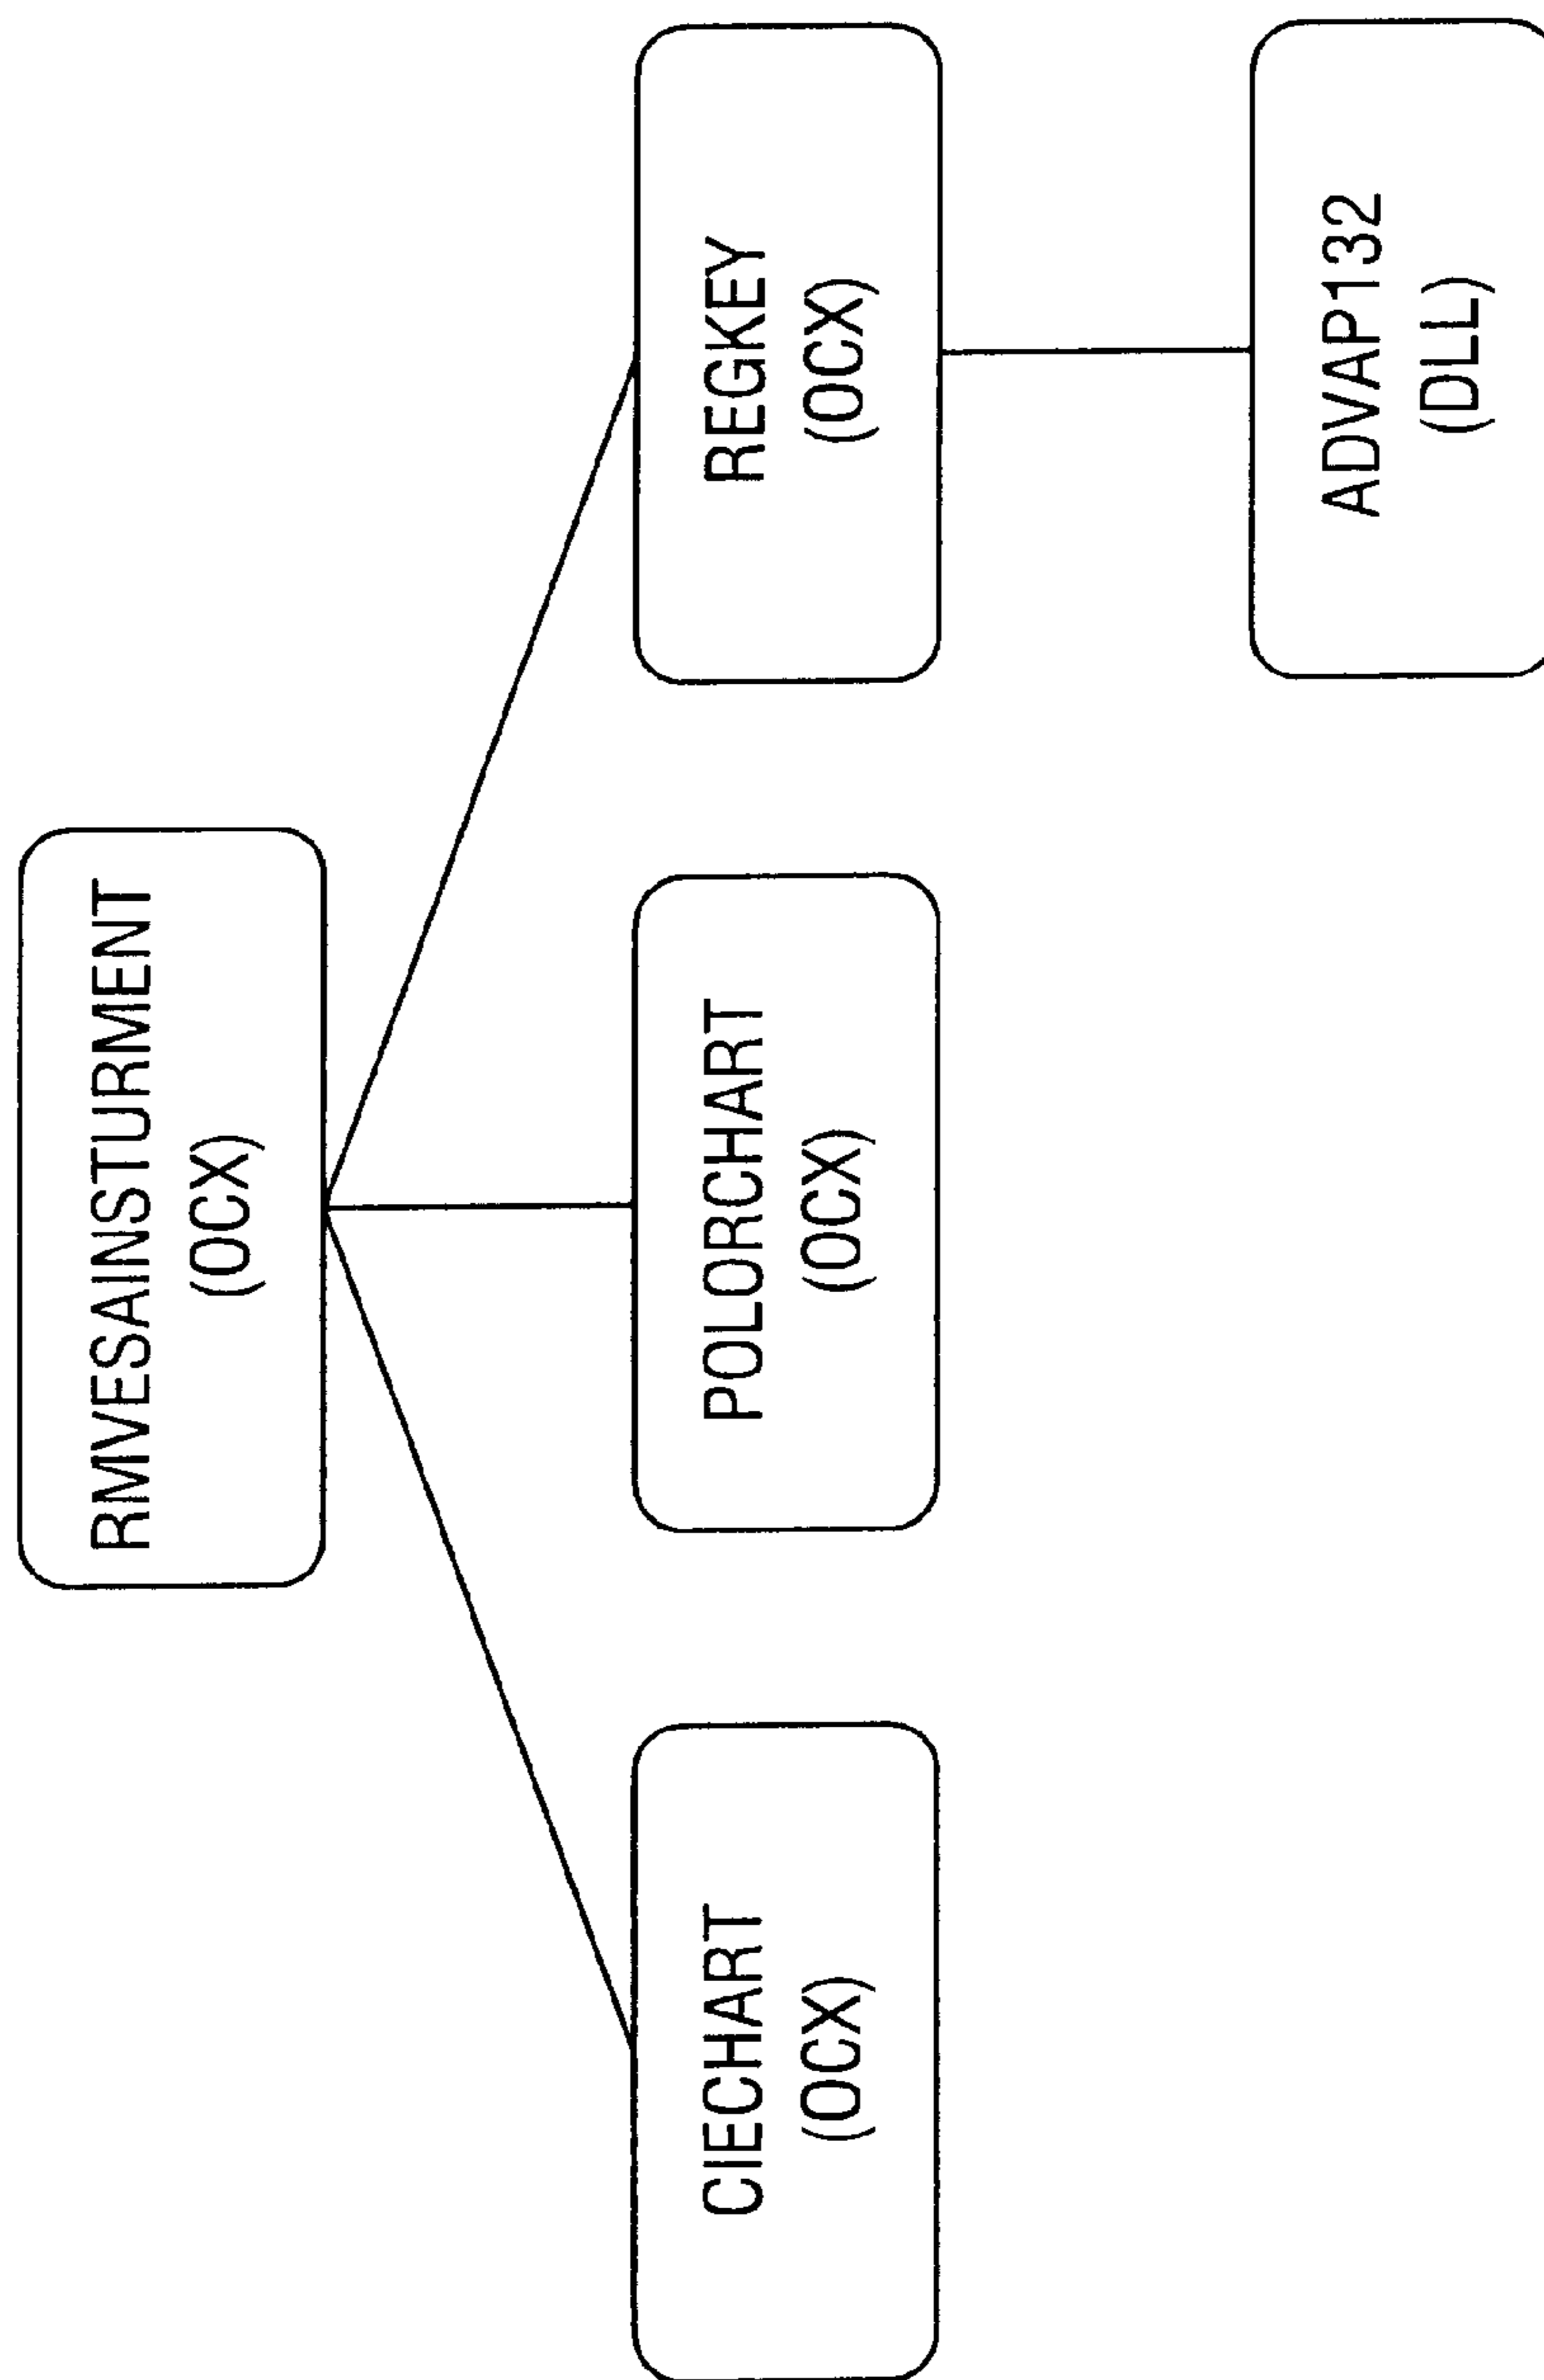 RMVESAINSTURMENT
(OCX)
CIECHART
(OCX)
POLORCHART
(OCX)
REGKEY
(OCX)
ADVAP132
(DLL)